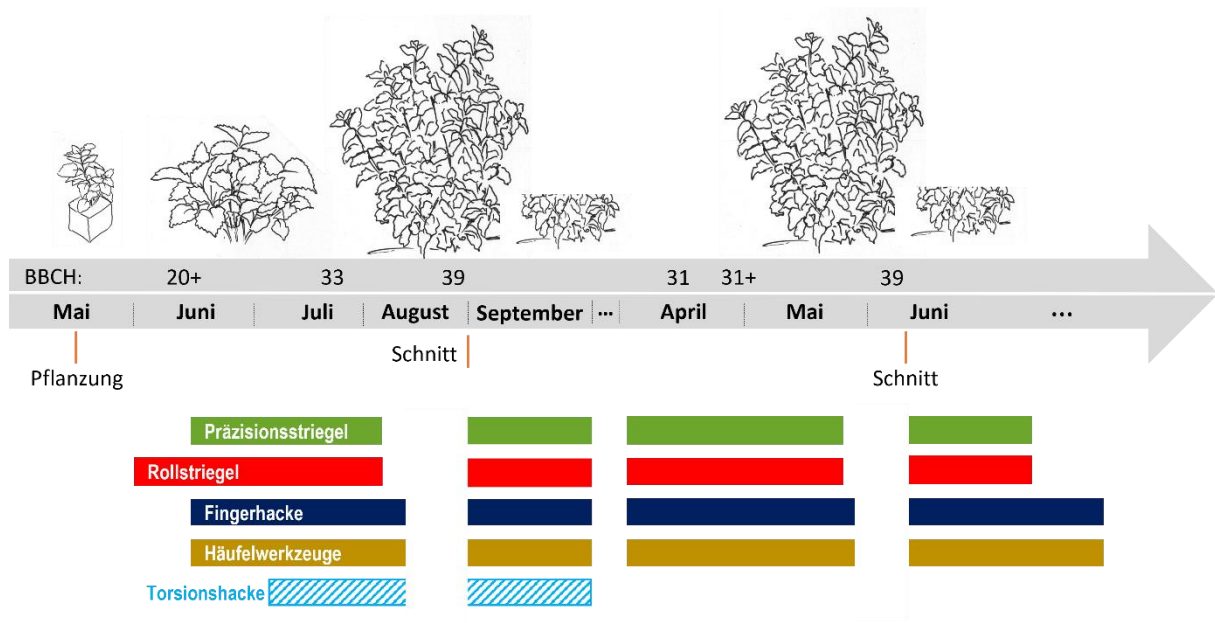 BBCH: 20+ 33 39 31 31+ 39
Mai Juni Juli August September ... April Mai Juni ...
Pflanzung Schnitt Schnitt
Präzisionsstriegel
Rollstriegel
Fingerhacke
Häufelwerkzeuge
Torsionshacke